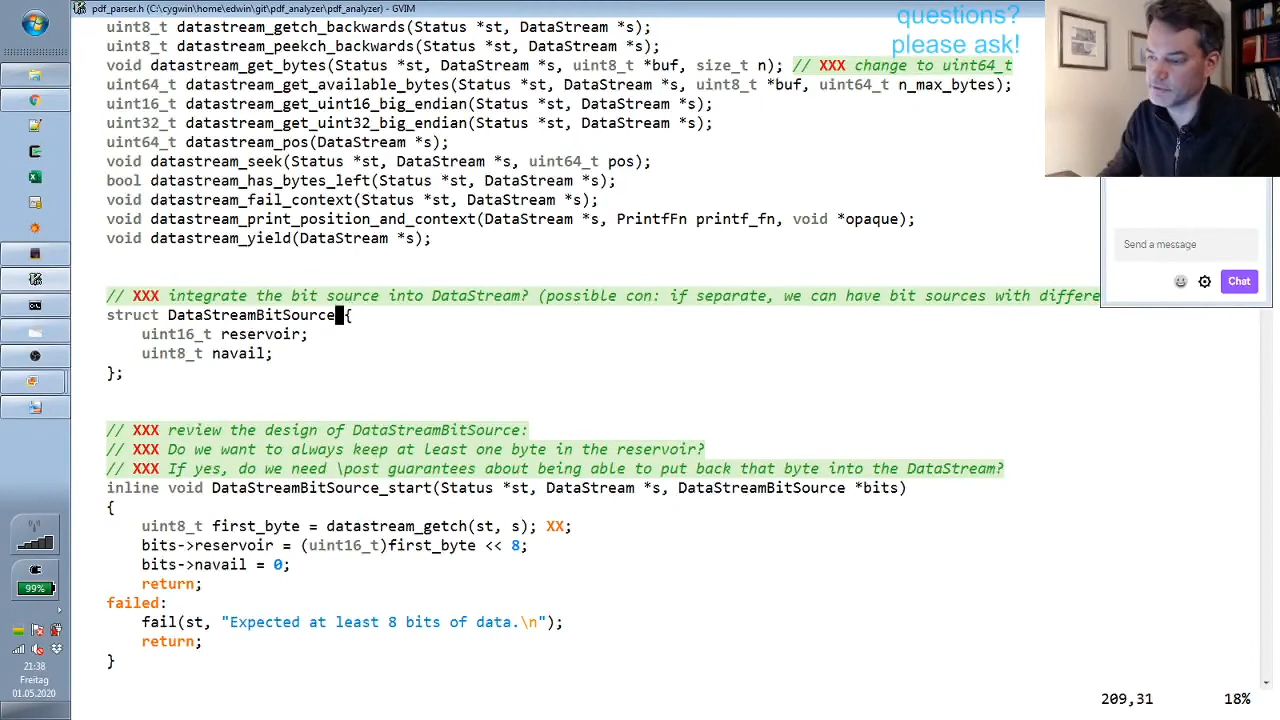 pdf_parser.h (C:\cygwin\home\edwin\git\pdf_analyzer\pdf_analyzer) - GVIM
uint8_t datastream_getch_backwards(Status *st, DataStream *s);
uint8_t datastream_peekch_backwards(Status *st, DataStream *s);
void datastream_get_bytes(Status *st, DataStream *s, uint8_t *buf, size_t n); // XXX change to uint64_t
uint64_t datastream_get_available_bytes(Status *st, DataStream *s, uint8_t *buf, uint64_t n_max_bytes);
uint16_t datastream_get_uint16_big_endian(Status *st, DataStream *s);
uint32_t datastream_get_uint32_big_endian(Status *st, DataStream *s);
uint64_t datastream_pos(DataStream *s);
void datastream_seek(Status *st, DataStream *s, uint64_t pos);
bool datastream_has_bytes_left(Status *st, DataStream *s);
void datastream_fail_context(Status *st, DataStream *s);
void datastream_print_position_and_context(DataStream *s, PrintfFn printf_fn, void *opaque);
void datastream_yield(DataStream *s);
// XXX integrate the bit source into DataStream? (possible con: if separate, we can have bit sources with differe
struct DataStreamBitSource {
    uint16_t reservoir;
    uint8_t navail;
};
// XXX review the design of DataStreamBitSource:
// XXX Do we want to always keep at least one byte in the reservoir?
// XXX If yes, do we need \post guarantees about being able to put back that byte into the DataStream?
inline void DataStreamBitSource_start(Status *st, DataStream *s, DataStreamBitSource *bits)
{
    uint8_t first_byte = datastream_getch(st, s); XX;
    bits->reservoir = (uint16_t)first_byte << 8;
    bits->navail = 0;
    return;
failed:
    fail(st, "Expected at least 8 bits of data.\n");
    return;
}
209,31 18%
questions?
please ask!
Send a message
Chat
99%
21:38
Freitag
01.05.2020